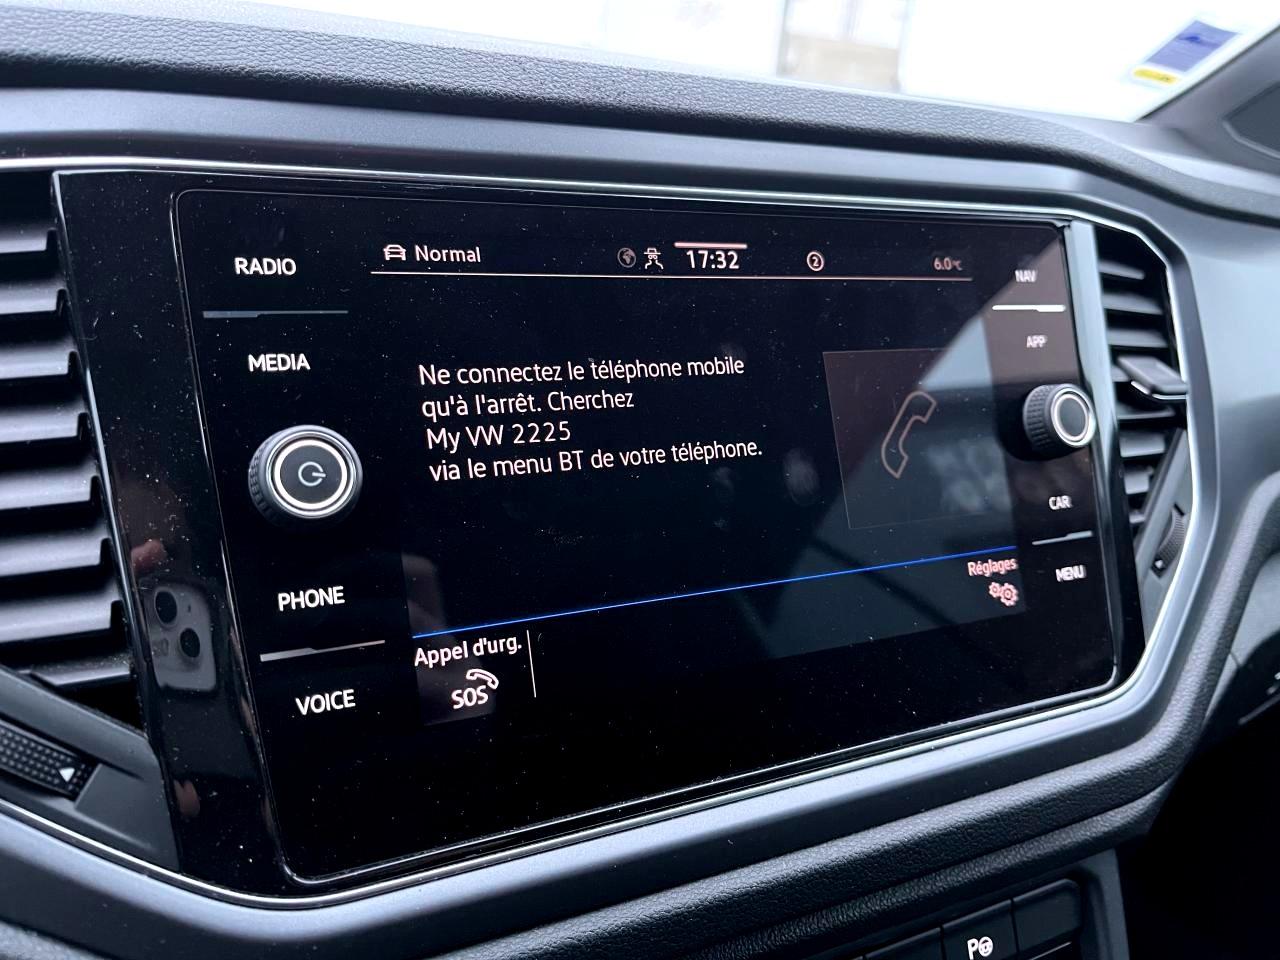 RADIO
MEDIA
PHONE
VOICE
Normal
17:32
2
6.0°C
Ne connectez le téléphone mobile
qu'à l'arrêt. Cherchez
My VW 2225
via le menu BT de votre téléphone.
Réglages
Appel d'urg.
SOS
NAV
APP
CAR
MENU
P